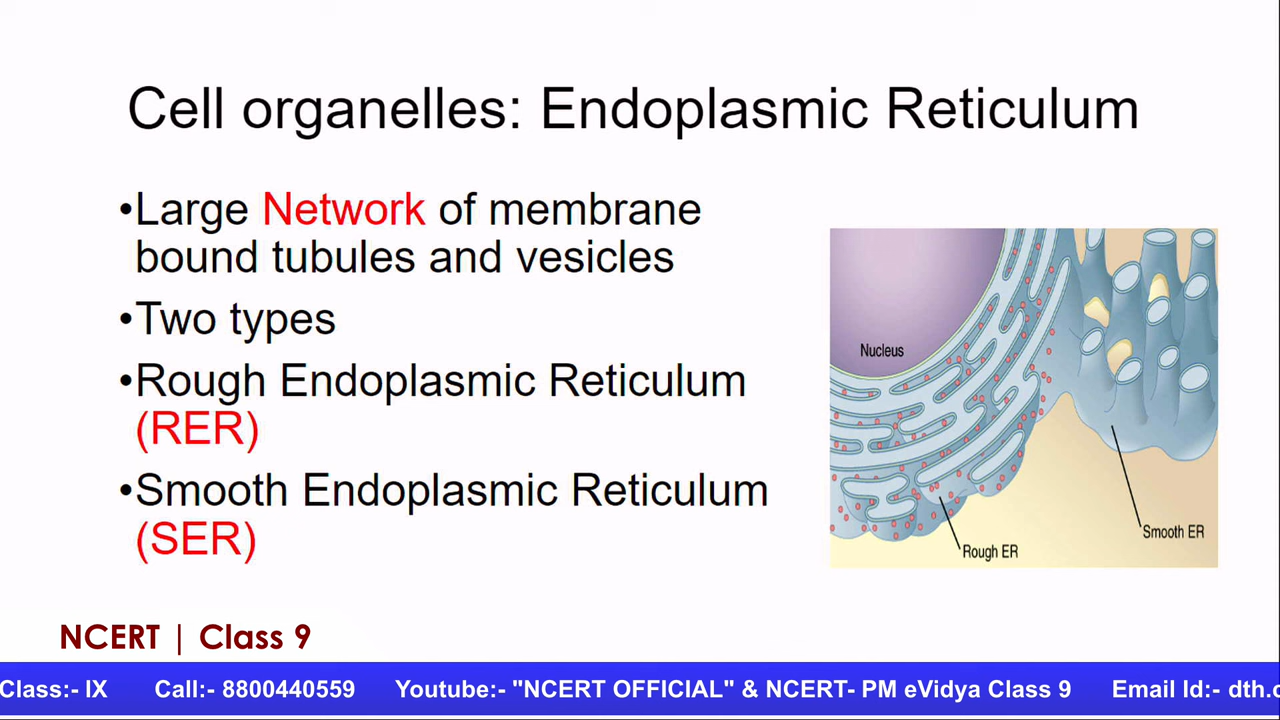 Cell organelles: Endoplasmic Reticulum
•Large Network of membrane
bound tubules and vesicles
•Two types
•Rough Endoplasmic Reticulum
(RER)
•Smooth Endoplasmic Reticulum
(SER)
Nucleus
Smooth ER
Rough ER
NCERT | Class 9
Class:- IX Call:- 8800440559 Youtube:- "NCERT OFFICIAL" & NCERT- PM eVidya Class 9 Email Id:- dth.